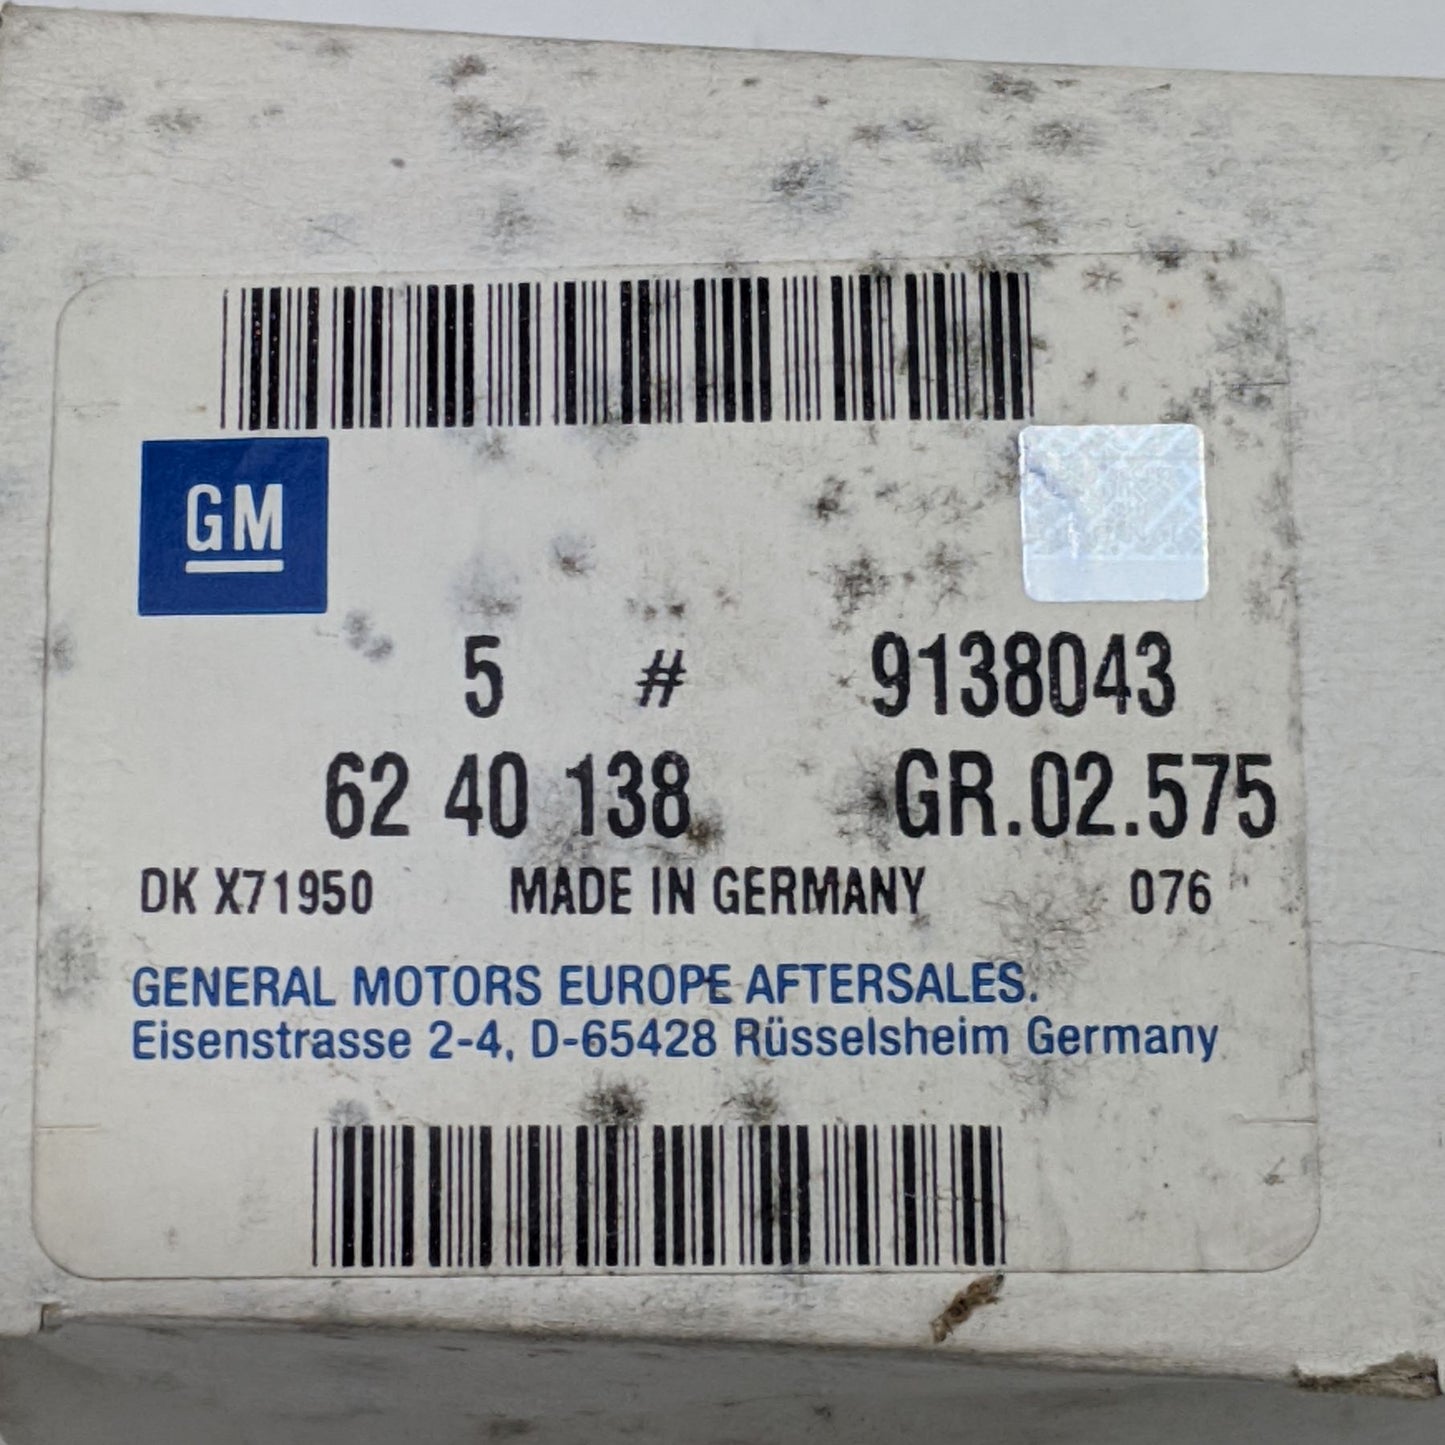 GM
5 # 9138043
62 40 138 GR.02.575
DK X71950 MADE IN GERMANY 076
GENERAL MOTORS EUROPE AFTERSALES.
Eisenstrasse 2-4, D-65428 Rüsselsheim Germany